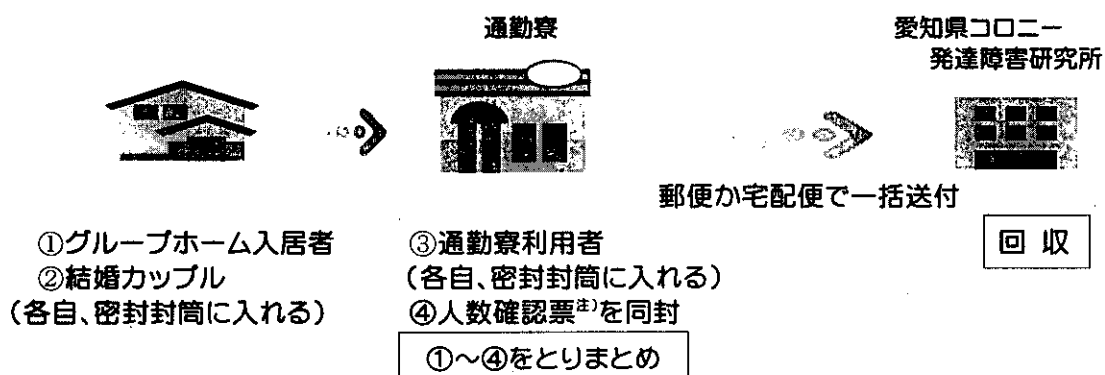 通勤寮
愛知県コロニー
発達障害研究所
郵便か宅配便で一括送付
回 収
①グループホーム入居者
②結婚カップル
(各自、密封封筒に入れる)
③通勤寮利用者
(各自、密封封筒に入れる)
④人数確認票注)を同封
①~④をとりまとめ